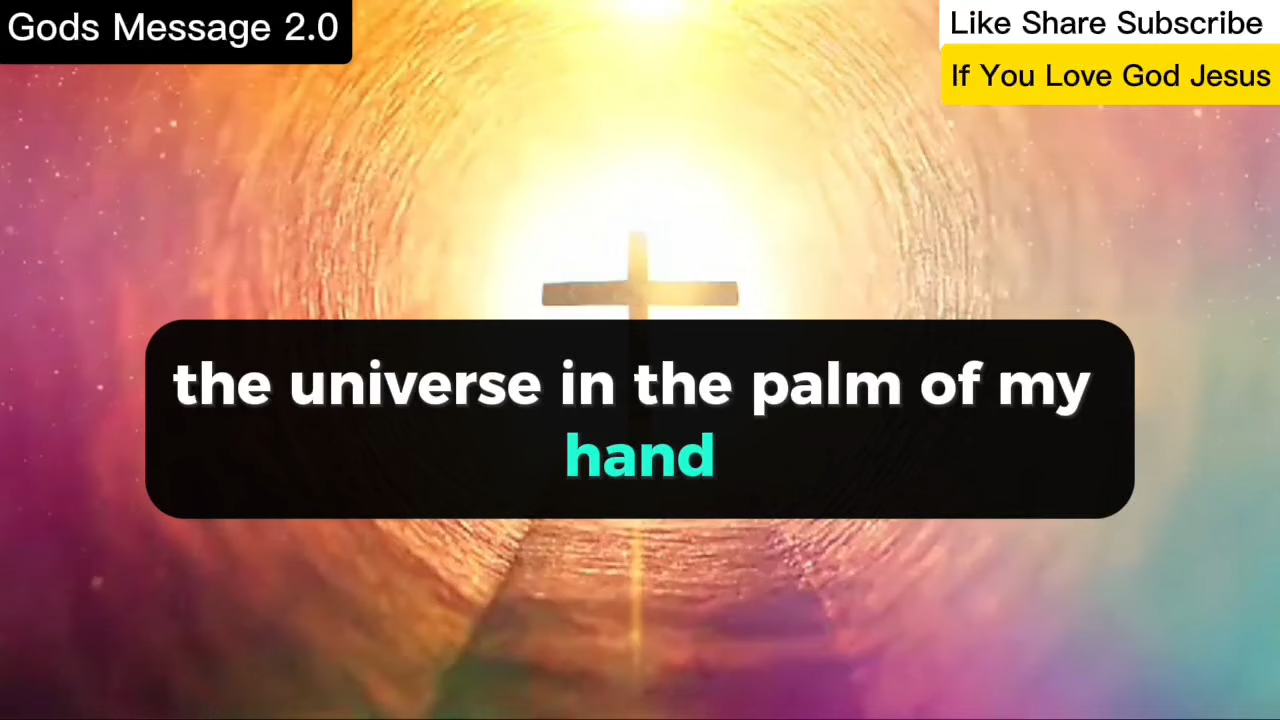 Gods Message 2.0
Like Share Subscribe
If You Love God Jesus
the universe in the palm of my
hand